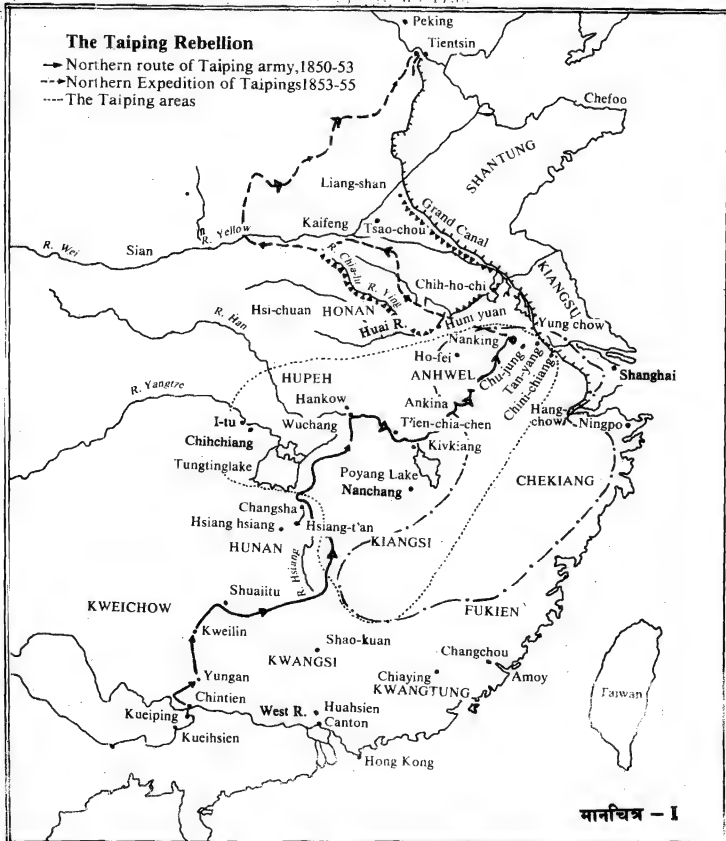 The Taiping Rebellion
Northern route of Taiping army,1850-53
Northern Expedition of Taipings1853-55
The Taiping areas
Peking
Tientsin
Chefoo
SHANTUNG
Liang-shan
Grand Canal
Kaifeng
Tsao-chou
R. Yellow
R. Wei
Sian
R. Chia-lu
R. Ying
Chih-ho-chi
KIANGSU
Hsi-chuan
HONAN
Huai R.
Huni yuan
Yung chow
R. Han
Nanking
Ho-fei
ANHWEL
Chu-jung
Tan-yang
Chini-chiang
Shanghai
HUPEH
Hankow
Ankina
R. Yangtze
I-tu
Wuchang
T'ien-chia-chen
Hang-
chow
Ningpo
Chihchiang
Kivkiang
Tungtinglake
Poyang Lake
Nanchang
CHEKIANG
Changsha
Hsiang hsiang
Hsiang-t'an
KIANGSI
HUNAN
R. Hsiang
KWEICHOW
Shuaiitu
FUKIEN
Kweilin
Shao-kuan
KWANGSI
Changchou
Chiaying
Amoy
KWANGTUNG
Yungan
Chintien
Taiwan
Kueiping
West R.
Huahsien
Canton
Kueihsien
Hong Kong
मानचित्र – I